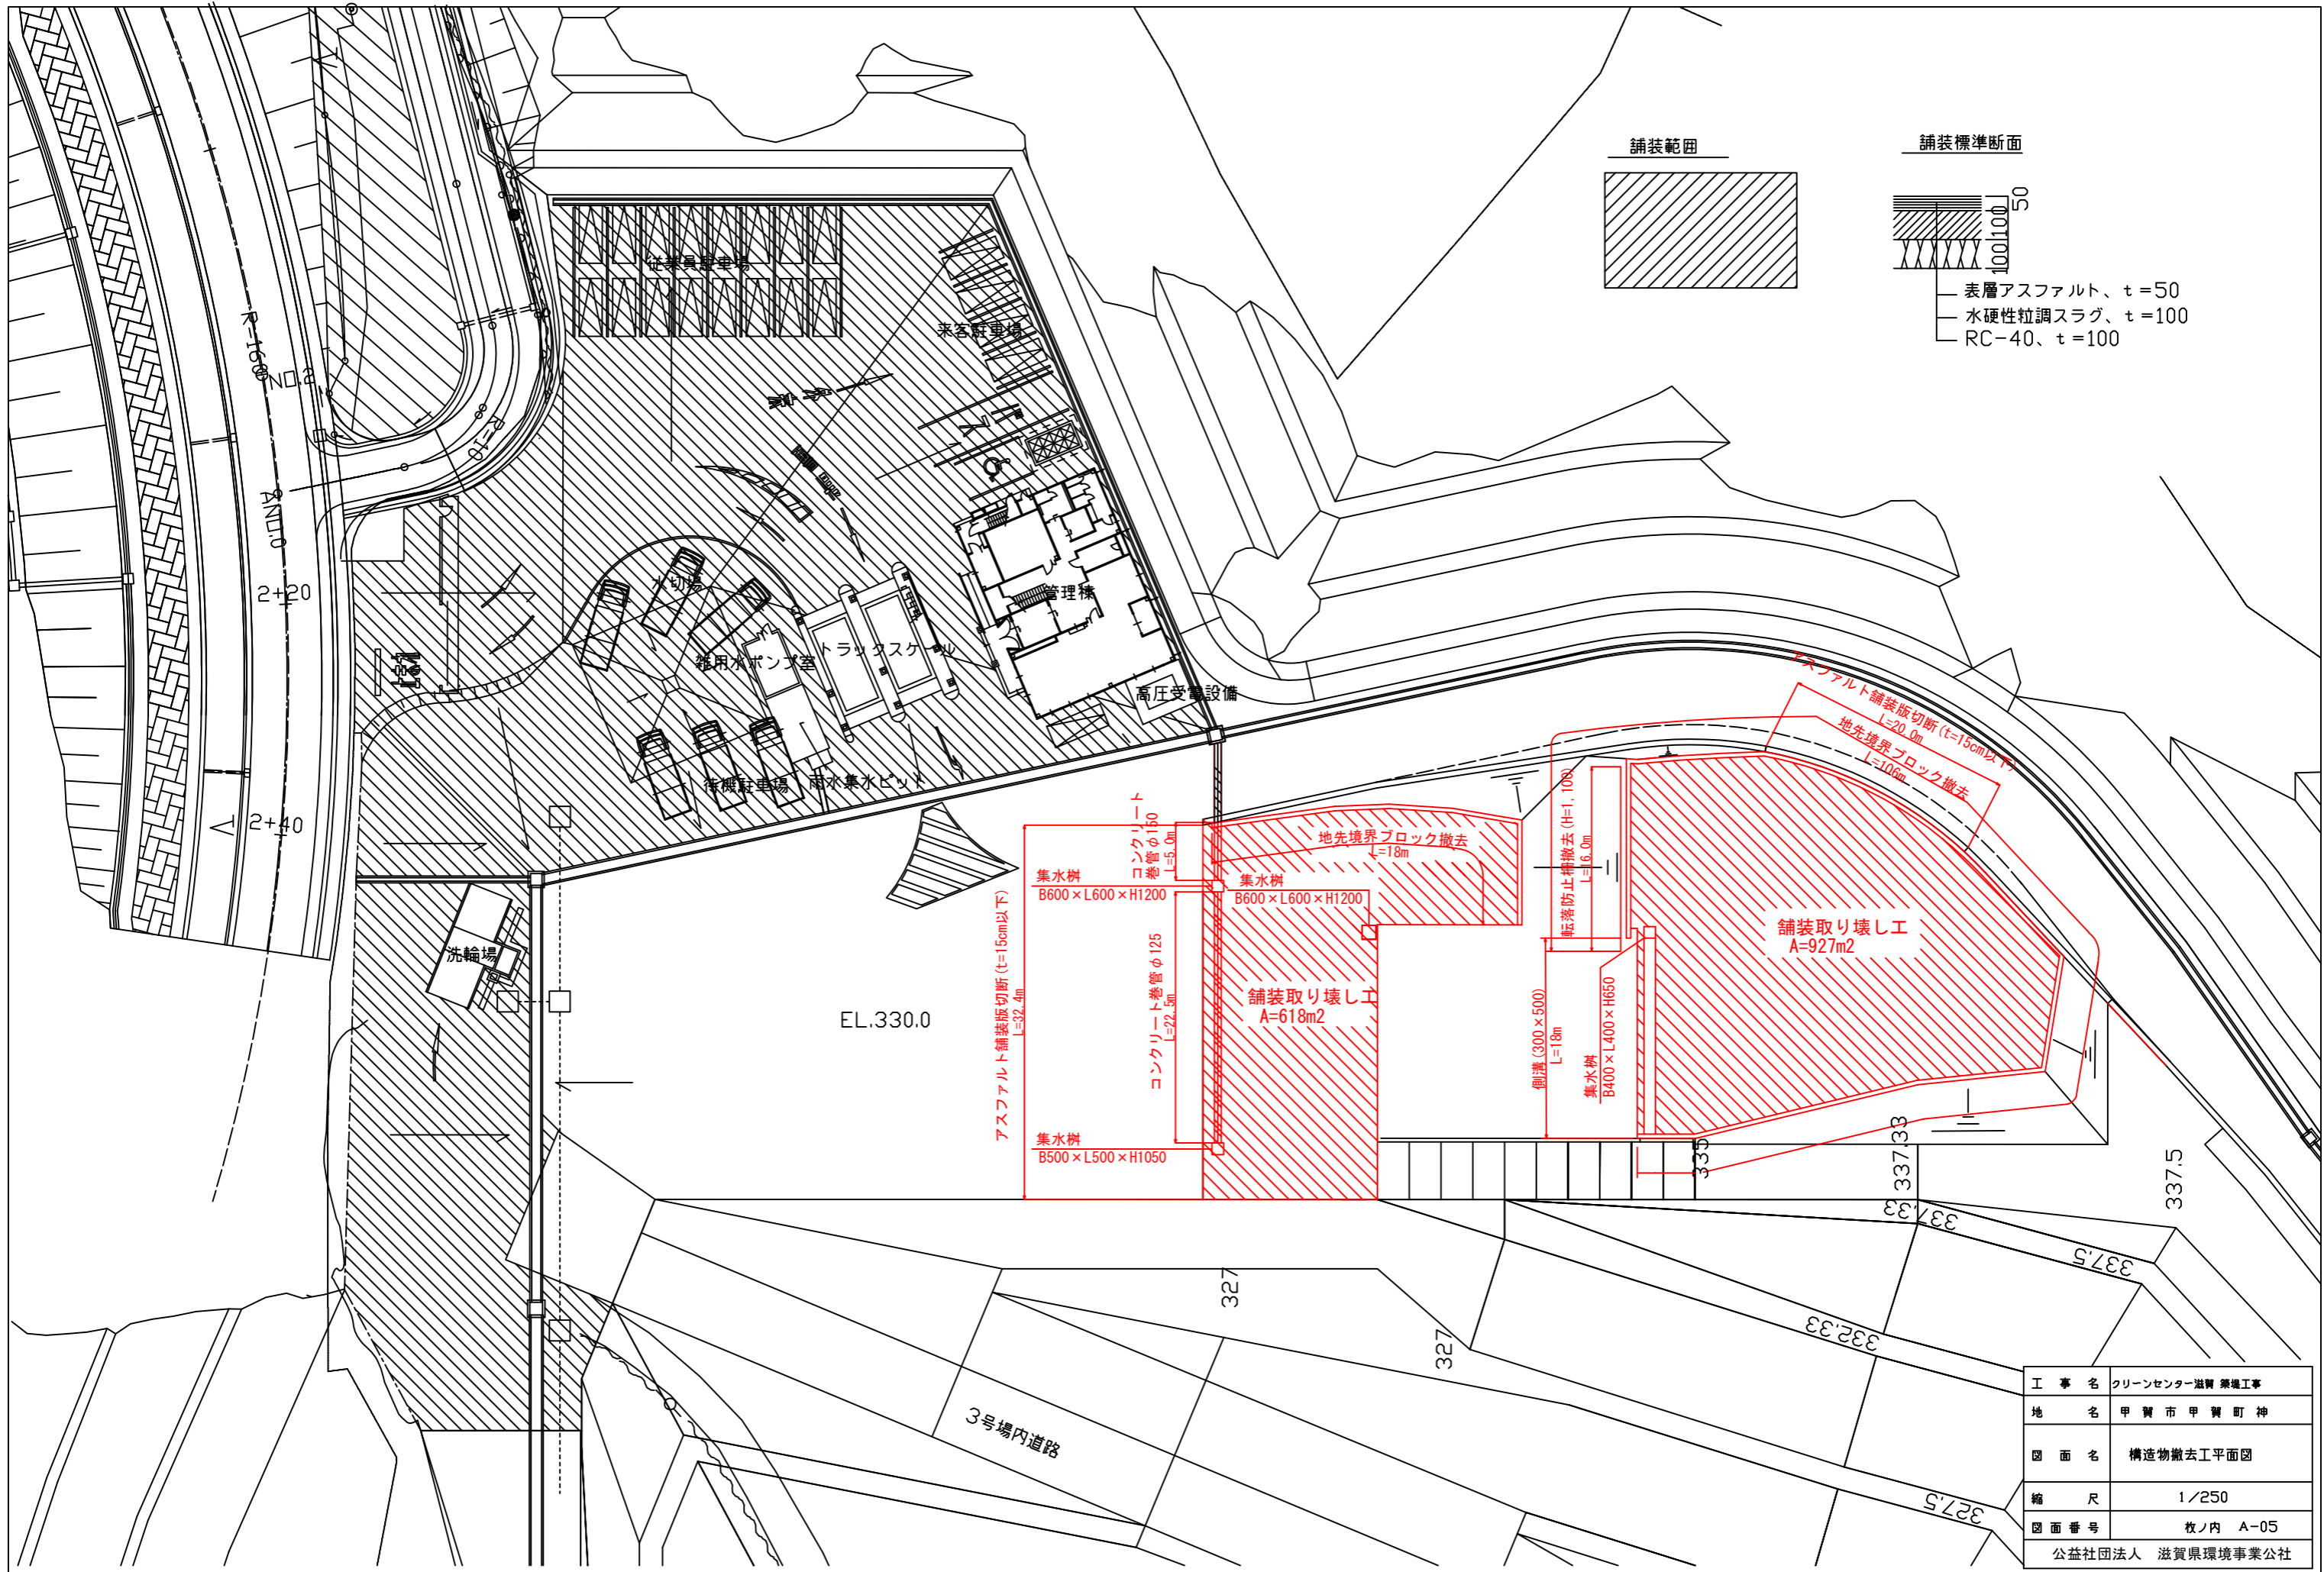 舗装範囲
舗装標準断面
50
100
100
表層アスファルト、t=50
水硬性粒調スラグ、t=100
RC-40、t=100
従業員駐車場
来客駐車場
R-160
NO.2
R=10
ANO.0
2+20
2+40
水切場
管理棟
雑用水ポンプ室
トラックスケール
高圧受電設備
待機駐車場
雨水集水ピット
洗輪場
EL.330.0
アスファルト舗装版切断(t=15cm以下)
L=20.0m
地先境界ブロック撤去
L=106m
転落防止柵撤去(H=1,100)
L=16.0m
コンクリート
巻管φ150
L=5.0m
地先境界ブロック撤去
L=18m
集水桝
B600×L600×H1200
集水桝
B600×L600×H1200
アスファルト舗装版切断(t=15cm以下)
L=32.4m
コンクリート巻管φ125
L=22.5m
舗装取り壊し工
A=618m2
舗装取り壊し工
A=927m2
側溝(300×500)
L=18m
集水桝
B400×L400×H650
集水桝
B500×L500×H1050
335
337.33
337.5
337.33
337.5
327
327
332.33
327.5
3号場内道路
工事名 クリーンセンター滋賀 築堤工事
地名 甲賀市甲賀町神
図面名 構造物撤去工平面図
縮尺 1/250
図面番号 枚ノ内 A-05
公益社団法人 滋賀県環境事業公社